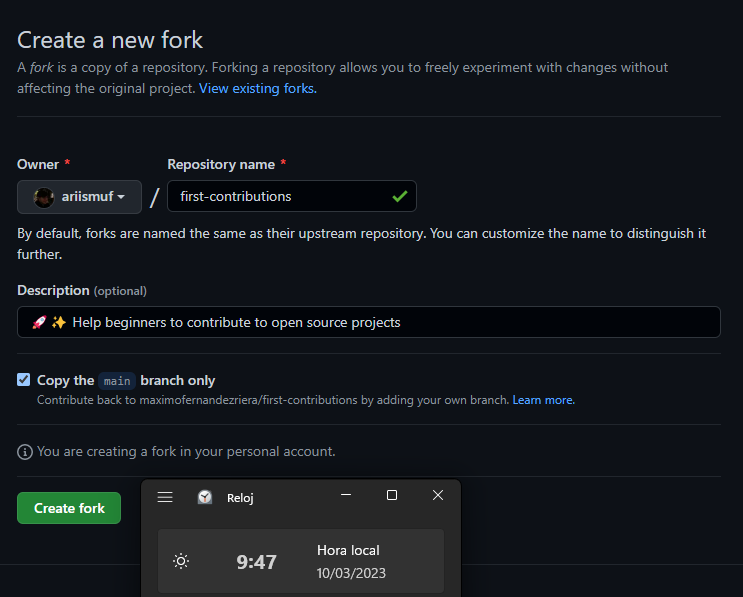 Create a new fork
A fork is a copy of a repository. Forking a repository allows you to freely experiment with changes without
affecting the original project. View existing forks.
Owner * Repository name *
ariismuf / first-contributions
By default, forks are named the same as their upstream repository. You can customize the name to distinguish it
further.
Description (optional)
🚀✨ Help beginners to contribute to open source projects
Copy the main branch only
Contribute back to maximofernandezriera/first-contributions by adding your own branch. Learn more.
You are creating a fork in your personal account.
Create fork
Reloj
9:47
Hora local
10/03/2023